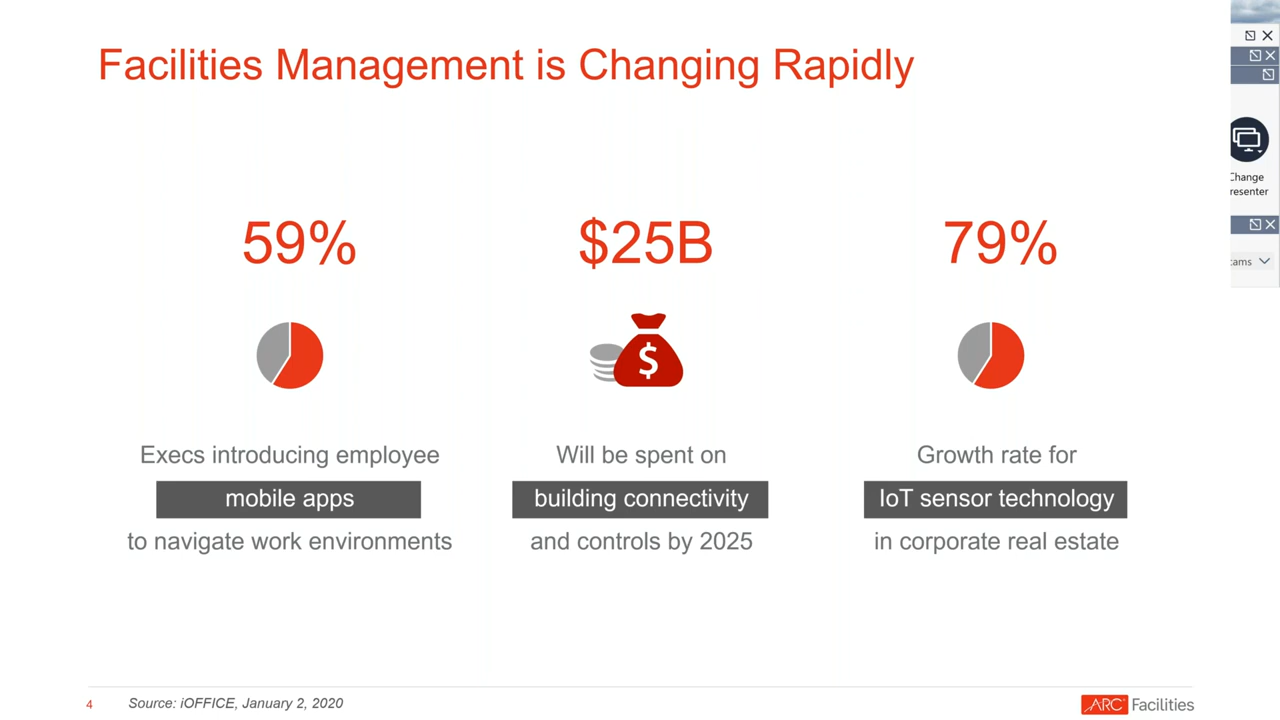 Facilities Management is Changing Rapidly
59%
Execs introducing employee
mobile apps
to navigate work environments
$25B
$
Will be spent on
building connectivity
and controls by 2025
79%
Growth rate for
IoT sensor technology
in corporate real estate
4
Source: iOFFICE, January 2, 2020
ARC Facilities